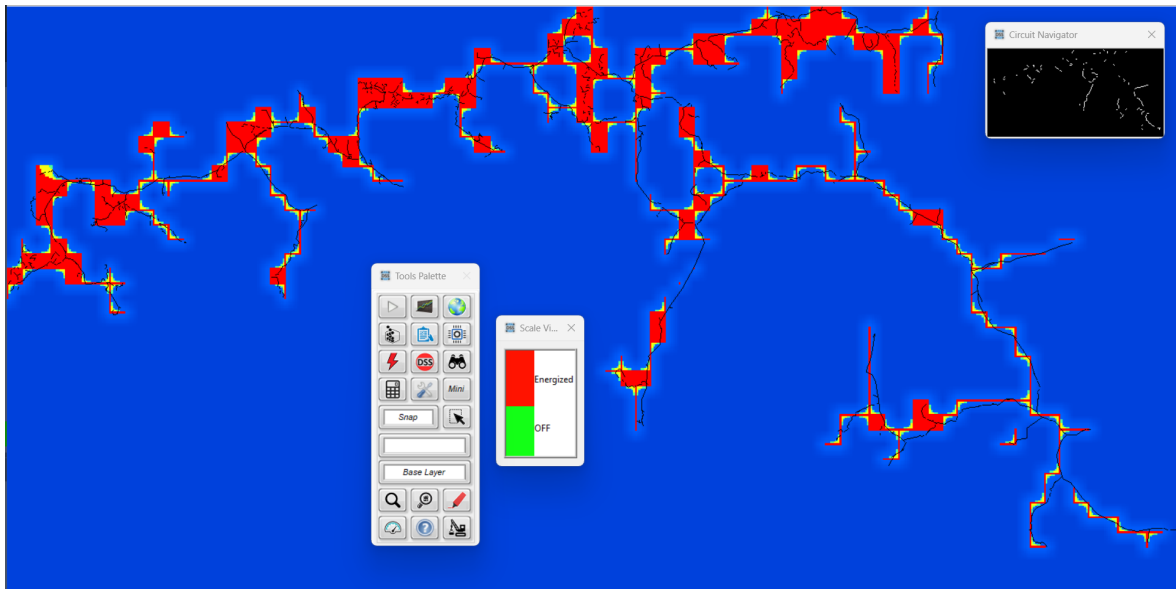 Circuit Navigator
Tools Palette
DSS
Mini
Snap
Base Layer
Scale Vi...
Energized
OFF